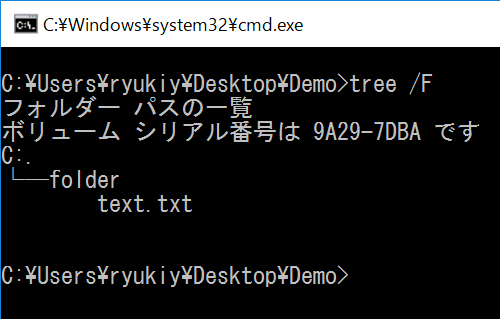 C:¥Windows¥system32¥cmd.exe
C:¥Users¥ryukiy¥Desktop¥Demo>tree /F
フォルダー パスの一覧
ボリューム シリアル番号は 9A29-7DBA です
C:.
└──folder
        text.txt
C:¥Users¥ryukiy¥Desktop¥Demo>